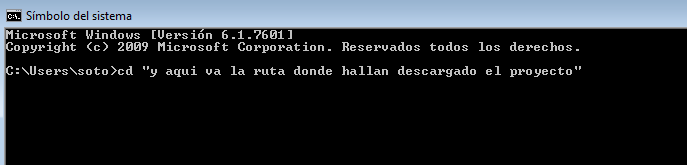 Símbolo del sistema
Microsoft Windows [Versión 6.1.7601]
Copyright (c) 2009 Microsoft Corporation. Reservados todos los derechos.
C:\Users\soto>cd "y aqui va la ruta donde hallan descargado el proyecto"